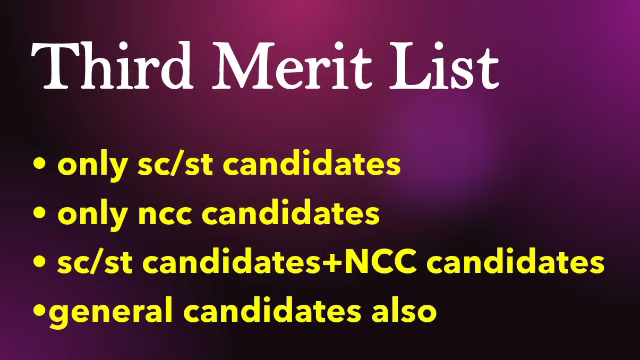 Third Merit List
• only sc/st candidates
• only ncc candidates
• sc/st candidates+NCC candidates
•general candidates also